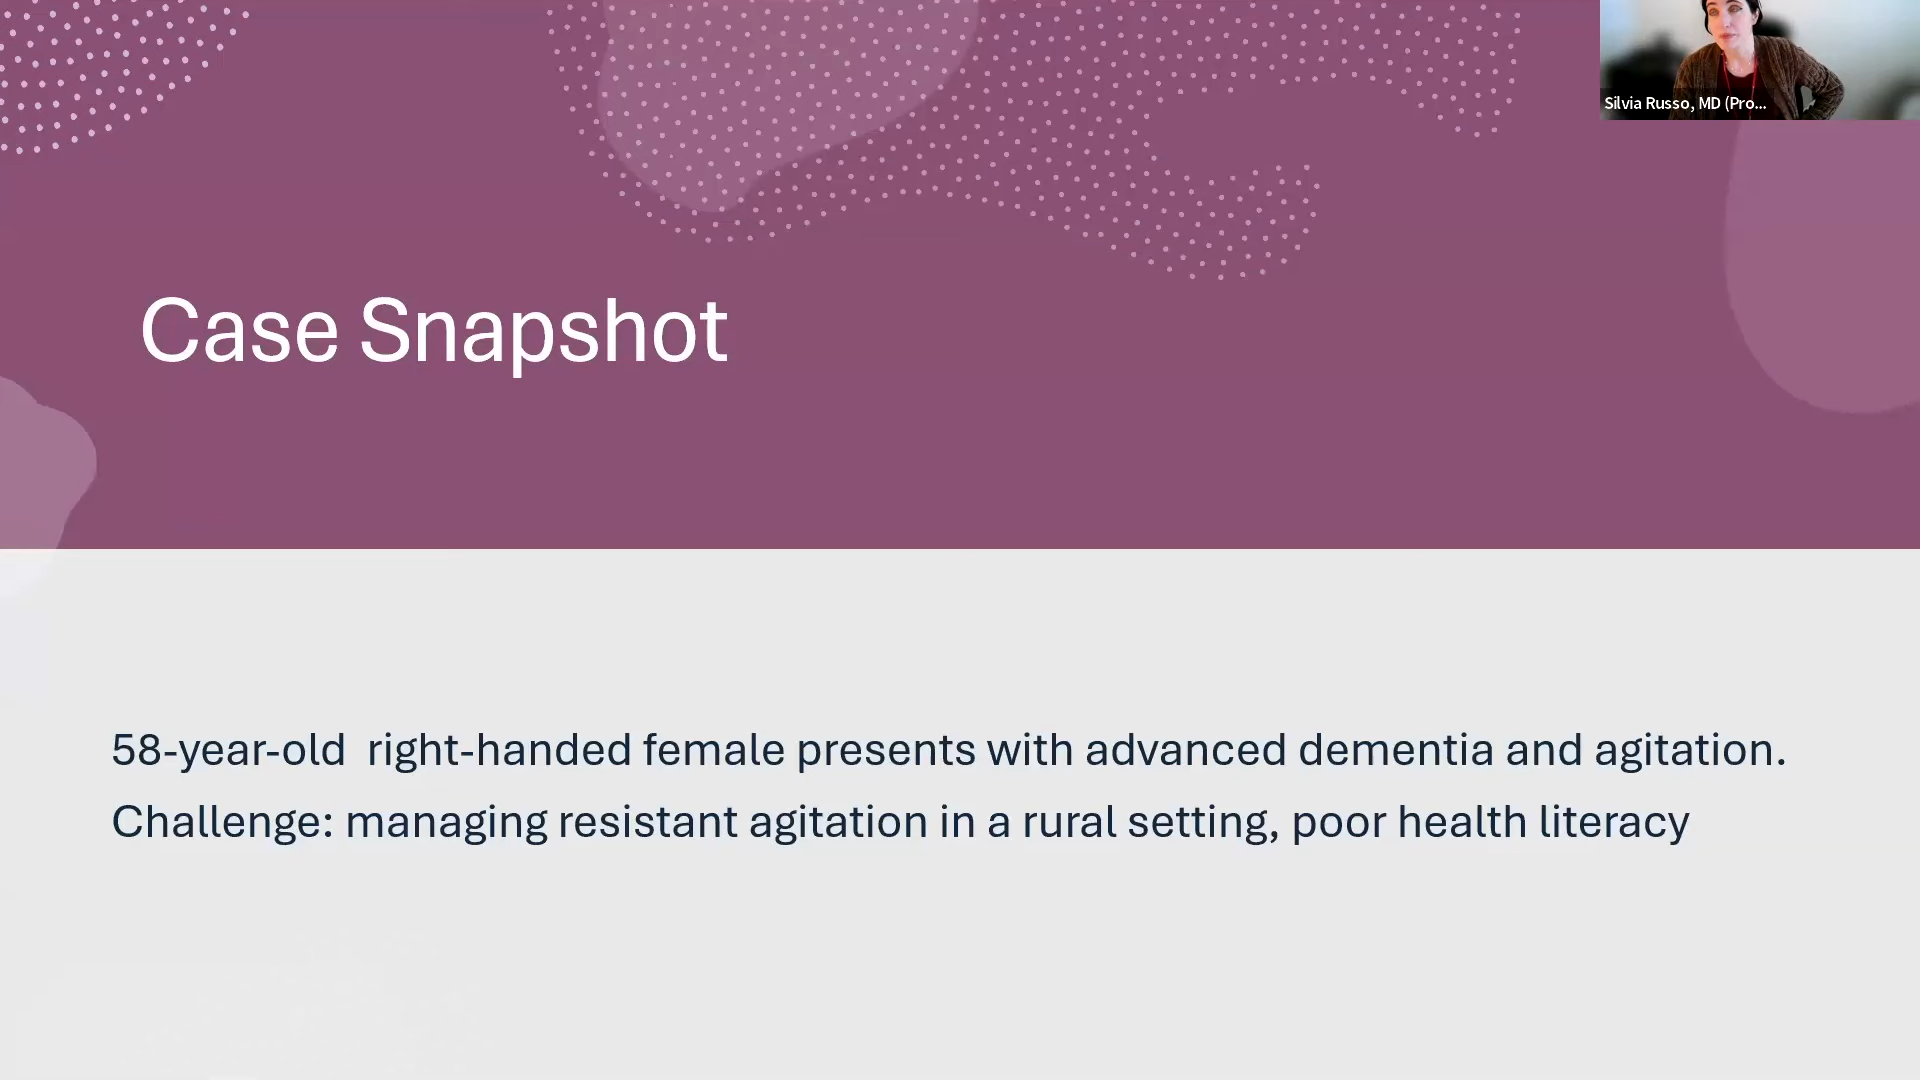 Silvia Russo, MD (Pro...
Case Snapshot
58-year-old right-handed female presents with advanced dementia and agitation.
Challenge: managing resistant agitation in a rural setting, poor health literacy